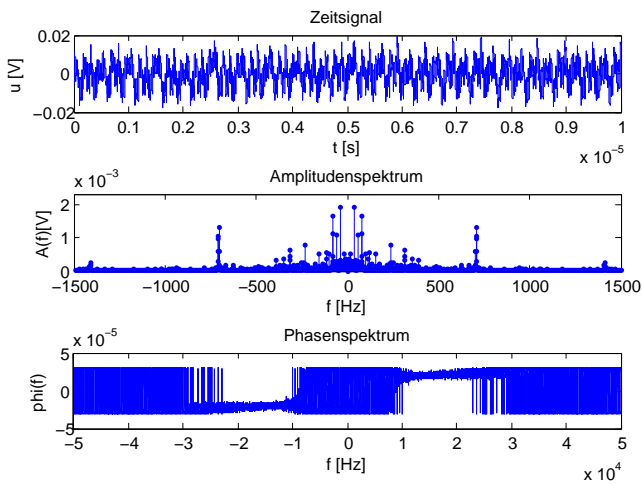 Zeitsignal
0.02
0
−0.02
u [V]
0 0.1 0.2 0.3 0.4 0.5 0.6 0.7 0.8 0.9 1
t [s]
x 10^−5
Amplitudenspektrum
x 10^−3
2
1
0
A(f)[V]
−1500 −1000 −500 0 500 1000 1500
f [Hz]
Phasenspektrum
x 10^−5
5
0
−5
phi(f)
−5 −4 −3 −2 −1 0 1 2 3 4 5
f [Hz]
x 10^4